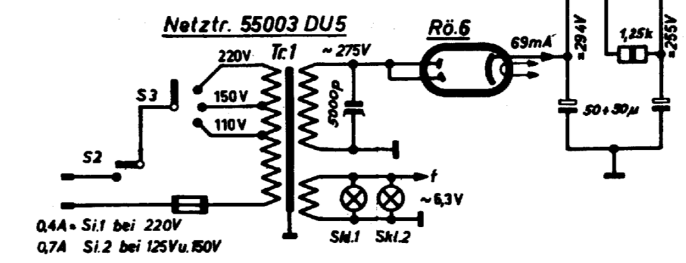 Netztr. 55003 DU5
Rö.6
220V
Tr.1
~ 275V
69mA
=294V
1,25k
=255V
S3
150V
5000p
50+50µ
110V
S2
f
~6,3V
0,4A = Si.1 bei 220V
Skl.1 Skl.2
0,7A Si.2 bei 125V u. 150V